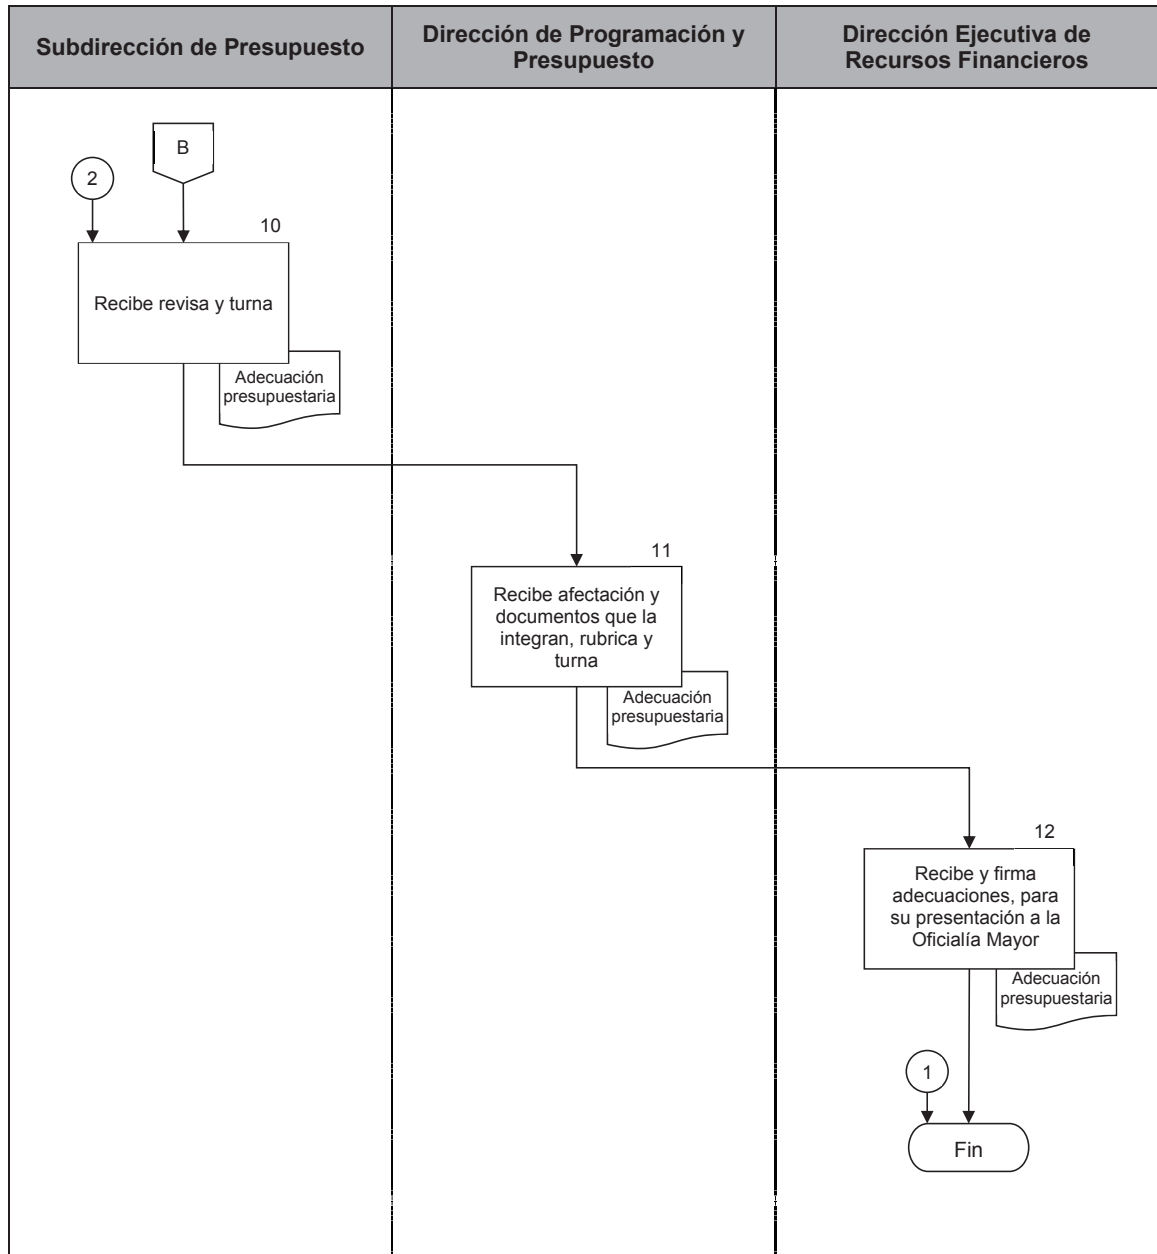 Subdirección de Presupuesto
Dirección de Programación y
Presupuesto
Dirección Ejecutiva de
Recursos Financieros
B
2
10
Recibe revisa y turna
Adecuación
presupuestaria
11
Recibe afectación y
documentos que la
integran, rubrica y
turna
Adecuación
presupuestaria
12
Recibe y firma
adecuaciones, para
su presentación a la
Oficialía Mayor
Adecuación
presupuestaria
1
Fin